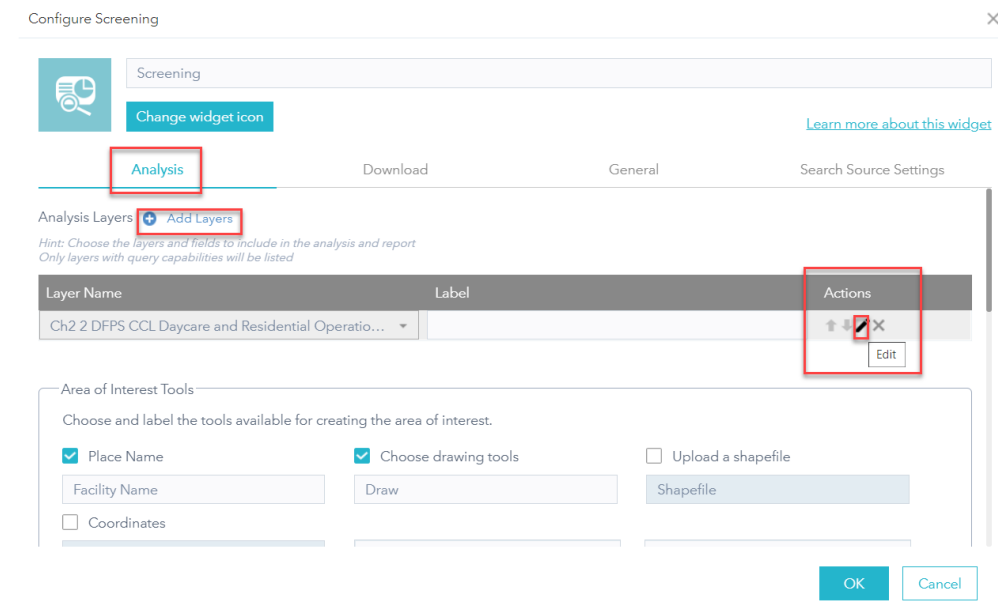 Configure Screening
Screening
Change widget icon
Learn more about this widget
Analysis Download General Search Source Settings
Analysis Layers Add Layers
Hint: Choose the layers and fields to include in the analysis and report
Only layers with query capabilities will be listed
Layer Name Label Actions
Ch2 2 DFPS CCL Daycare and Residential Operatio...
Edit
Area of Interest Tools
Choose and label the tools available for creating the area of interest.
Place Name Choose drawing tools Upload a shapefile
Facility Name Draw Shapefile
Coordinates
OK Cancel